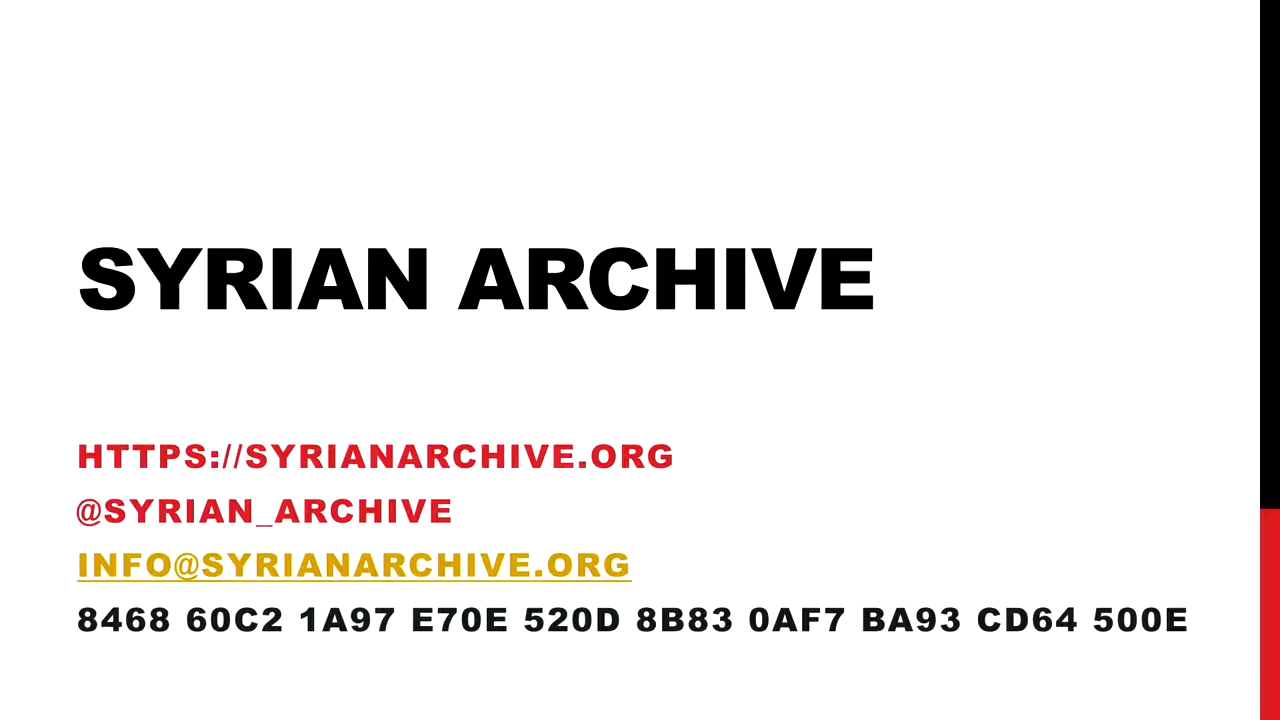 SYRIAN ARCHIVE
HTTPS://SYRIANARCHIVE.ORG
@SYRIAN_ARCHIVE
INFO@SYRIANARCHIVE.ORG
8468 60C2 1A97 E70E 520D 8B83 0AF7 BA93 CD64 500E